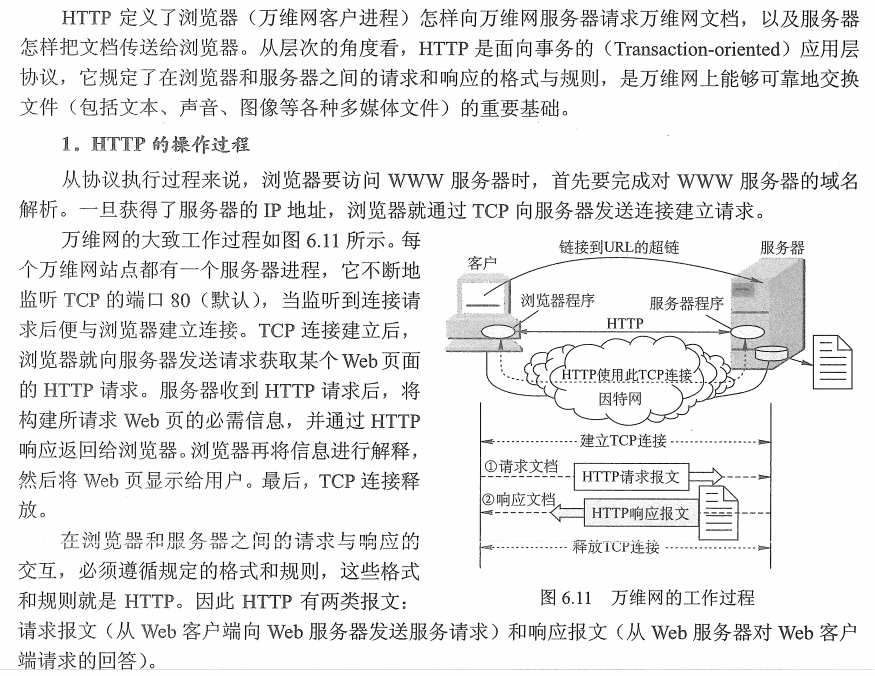 HTTP 定义了浏览器（万维网客户进程）怎样向万维网服务器请求万维网文档，以及服务器
怎样把文档传送给浏览器。从层次的角度看，HTTP 是面向事务的（Transaction-oriented）应用层
协议，它规定了在浏览器和服务器之间的请求和响应的格式与规则，是万维网上能够可靠地交换
文件（包括文本、声音、图像等各种多媒体文件）的重要基础。
1。HTTP 的操作过程
从协议执行过程来说，浏览器要访问 WWW 服务器时，首先要完成对 WWW 服务器的域名
解析。一旦获得了服务器的 IP 地址，浏览器就通过 TCP 向服务器发送连接建立请求。
万维网的大致工作过程如图 6.11 所示。每
个万维网站点都有一个服务器进程，它不断地
监听 TCP 的端口 80（默认），当监听到连接请
求后便与浏览器建立连接。TCP 连接建立后，
浏览器就向服务器发送请求获取某个 Web 页面
的 HTTP 请求。服务器收到 HTTP 请求后，将
构建所请求 Web 页的必需信息，并通过 HTTP
响应返回给浏览器。浏览器再将信息进行解释，
然后将 Web 页显示给用户。最后，TCP 连接释
放。
在浏览器和服务器之间的请求与响应的
交互，必须遵循规定的格式和规则，这些格式
和规则就是 HTTP。因此 HTTP 有两类报文：
请求报文（从 Web 客户端向 Web 服务器发送服务请求）和响应报文（从 Web 服务器对 Web 客户
端请求的回答）。
链接到URL的超链
服务器
客户
浏览器程序
服务器程序
HTTP
HTTP使用此TCP连接
因特网
建立TCP连接
①请求文档
HTTP请求报文
②响应文档
HTTP响应报文
释放TCP连接
图 6.11 万维网的工作过程